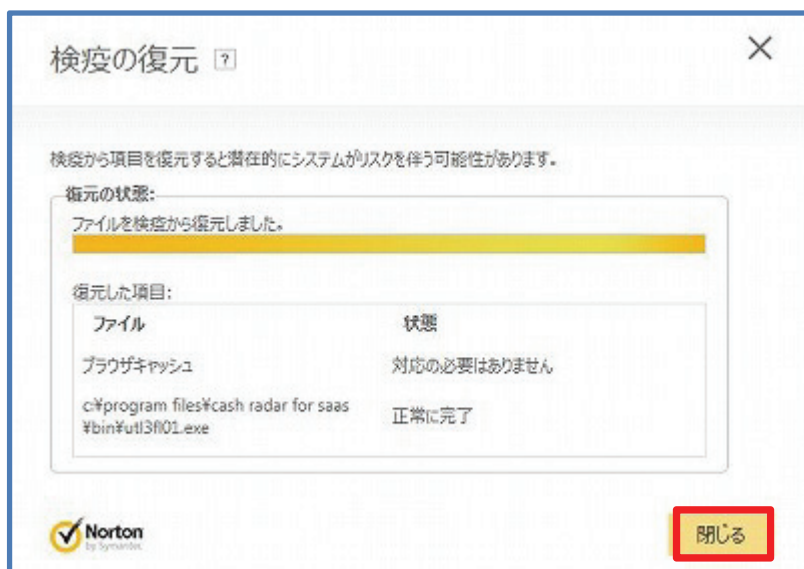 検疫の復元 ?
検疫から項目を復元すると潜在的にシステムがリスクを伴う可能性があります。
復元の状態:
ファイルを検疫から復元しました。
復元した項目:
ファイル 状態
ブラウザキャッシュ 対応の必要はありません
c:¥program files¥cash radar for saas
¥bin¥utl3fl01.exe 正常に完了
Norton
by Symantec
閉じる